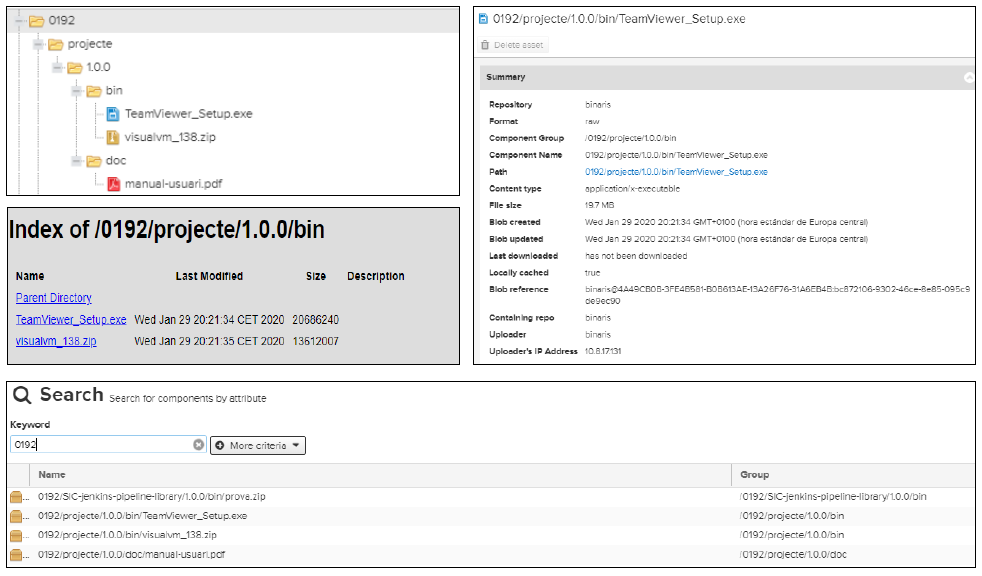 0192
projecte
1.0.0
bin
TeamViewer_Setup.exe
visualvm_138.zip
doc
manual-usuari.pdf
Index of /0192/projecte/1.0.0/bin
Name Last Modified Size Description
Parent Directory
TeamViewer_Setup.exe Wed Jan 29 20:21:34 CET 2020 20686240
visualvm_138.zip Wed Jan 29 20:21:35 CET 2020 13612007
0192/projecte/1.0.0/bin/TeamViewer_Setup.exe
Delete asset
Summary
Repository binaris
Format raw
Component Group /0192/projecte/1.0.0/bin
Component Name 0192/projecte/1.0.0/bin/TeamViewer_Setup.exe
Path 0192/projecte/1.0.0/bin/TeamViewer_Setup.exe
Content type application/x-executable
File size 19.7 MB
Blob created Wed Jan 29 2020 20:21:34 GMT+0100 (hora estándar de Europa central)
Blob updated Wed Jan 29 2020 20:21:34 GMT+0100 (hora estándar de Europa central)
Last downloaded has not been downloaded
Locally cached true
Blob reference binaris@4A49CB0B-3FE4B581-B0B613AE-13A26F76-31A6EB4B:bc872106-9302-46ce-8e85-095c9
de9ec90
Containing repo binaris
Uploader binaris
Uploader's IP Address 10.8.17.131
Search Search for components by attribute
Keyword
0192 More criteria
Name Group
0192/SIC-jenkins-pipeline-library/1.0.0/bin/prova.zip /0192/SIC-jenkins-pipeline-library/1.0.0/bin
0192/projecte/1.0.0/bin/TeamViewer_Setup.exe /0192/projecte/1.0.0/bin
0192/projecte/1.0.0/bin/visualvm_138.zip /0192/projecte/1.0.0/bin
0192/projecte/1.0.0/doc/manual-usuari.pdf /0192/projecte/1.0.0/doc